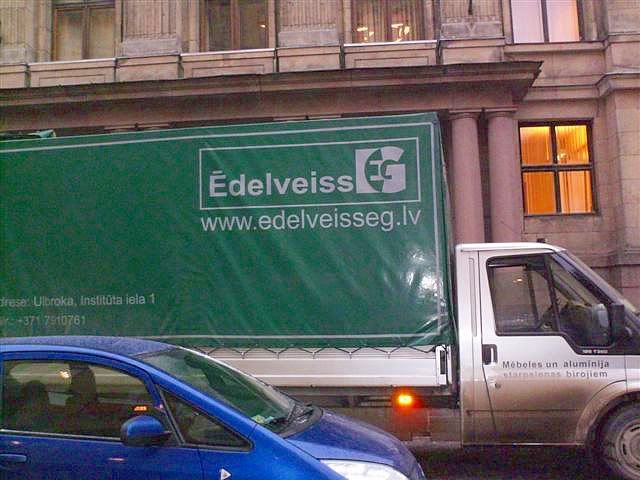 Ēdelveiss EG
www.edelveisseg.lv
drese: Ulbroka, Institūta iela 1
+371 7910761
Mēbeles un alumīnija
starpsienas birojiem